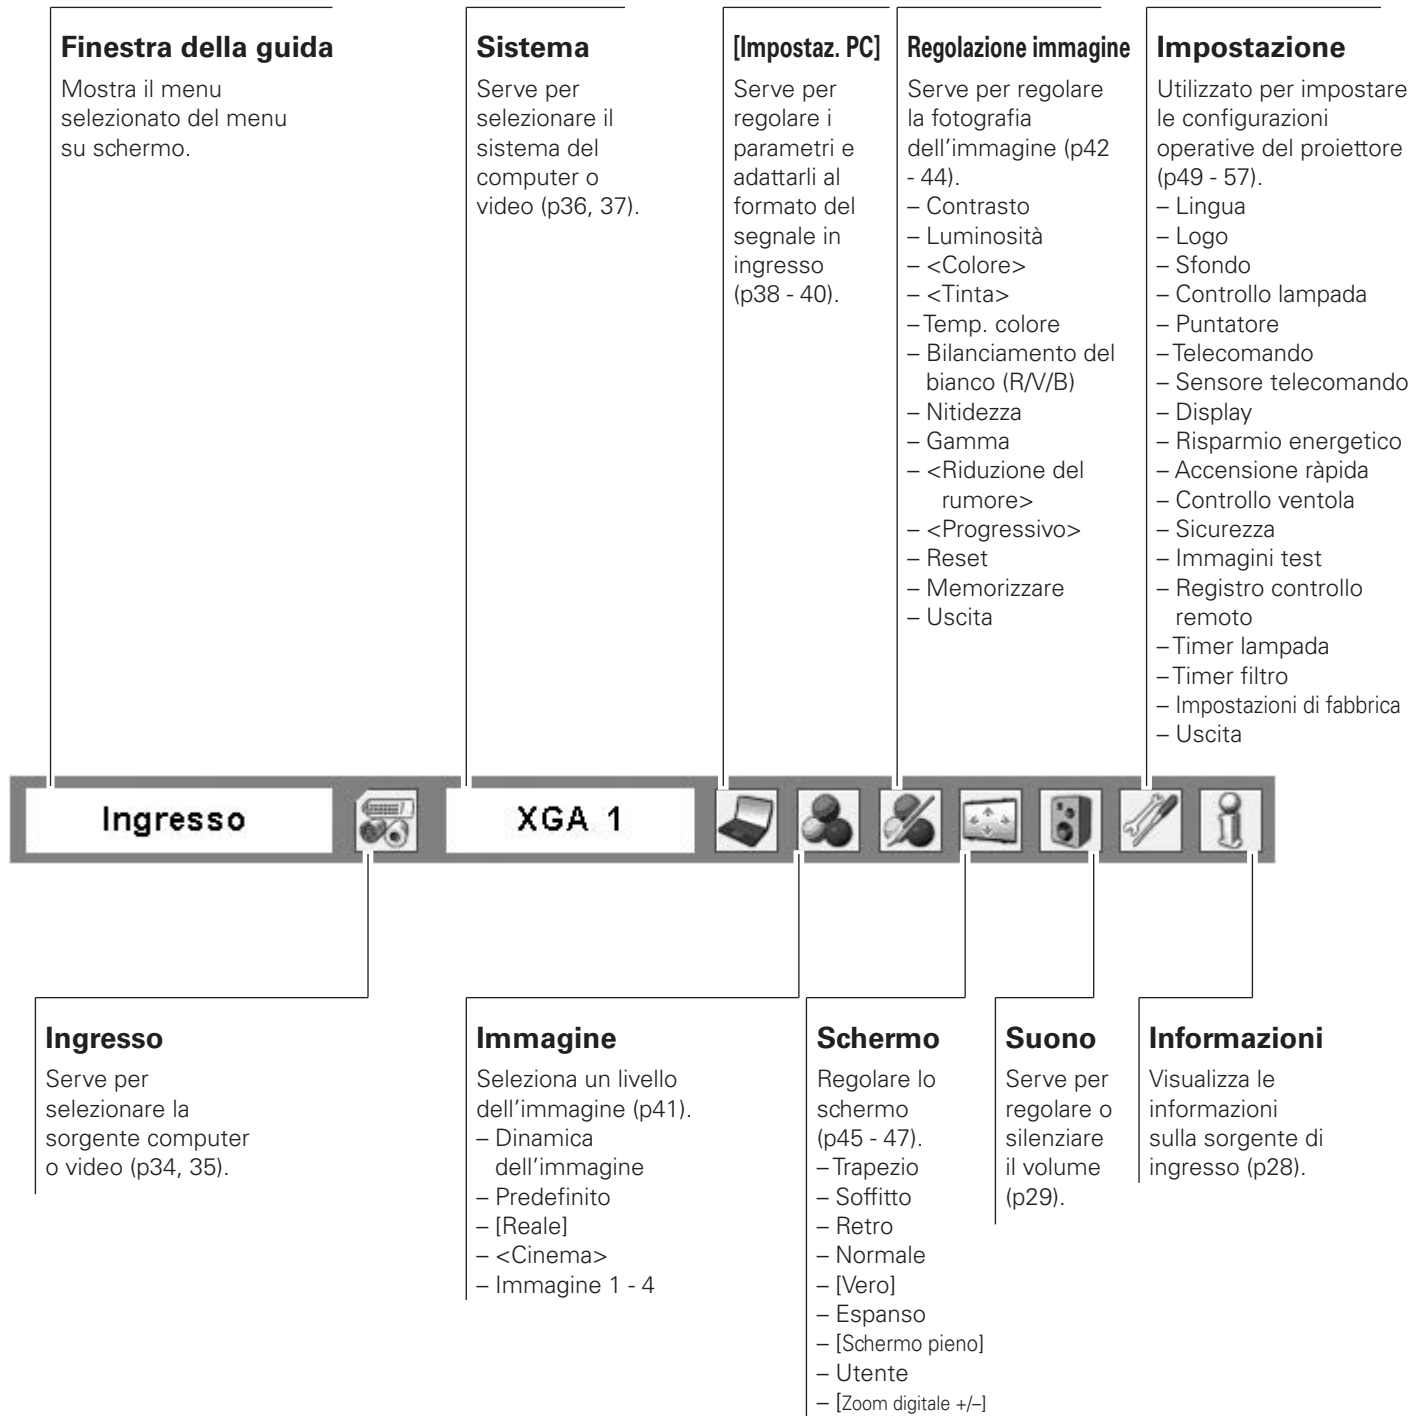 Finestra della guida
Mostra il menu
selezionato del menu
su schermo.
Sistema
Serve per
selezionare il
sistema del
computer o
video (p36, 37).
[Impostaz. PC]
Serve per
regolare i
parametri e
adattarli al
formato del
segnale in
ingresso
(p38 - 40).
Regolazione immagine
Serve per regolare
la fotografia
dell'immagine (p42
- 44).
– Contrasto
– Luminosità
– <Colore>
– <Tinta>
– Temp. colore
– Bilanciamento del
bianco (R/V/B)
– Nitidezza
– Gamma
– <Riduzione del
rumore>
– <Progressivo>
– Reset
– Memorizzare
– Uscita
Impostazione
Utilizzato per impostare
le configurazioni
operative del proiettore
(p49 - 57).
– Lingua
– Logo
– Sfondo
– Controllo lampada
– Puntatore
– Telecomando
– Sensore telecomando
– Display
– Risparmio energetico
– Accensione ràpida
– Controllo ventola
– Sicurezza
– Immagini test
– Registro controllo
remoto
– Timer lampada
– Timer filtro
– Impostazioni di fabbrica
– Uscita
Ingresso
XGA 1
Ingresso
Serve per
selezionare la
sorgente computer
o video (p34, 35).
Immagine
Seleziona un livello
dell'immagine (p41).
– Dinamica
dell'immagine
– Predefinito
– [Reale]
– <Cinema>
– Immagine 1 - 4
Schermo
Regolare lo
schermo
(p45 - 47).
– Trapezio
– Soffitto
– Retro
– Normale
– [Vero]
– Espanso
– [Schermo pieno]
– Utente
– [Zoom digitale +/–]
Suono
Serve per
regolare o
silenziare
il volume
(p29).
Informazioni
Visualizza le
informazioni
sulla sorgente di
ingresso (p28).